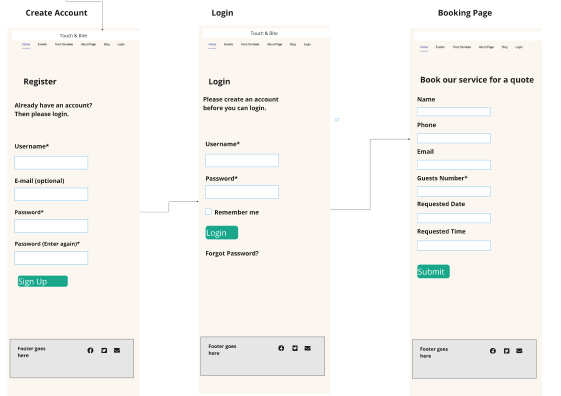 Create Account
Touch & Bite
Home Events Your Services About Page Blog Login
Register
Already have an account?
Then please login.
Username*
E-mail (optional)
Password*
Password (Enter again)*
Sign Up
Footer goes
here
Login
Touch & Bite
Home Events Your Services About Page Blog Login
Login
Please create an account
before you can login.
Username*
Password*
Remember me
Login
Forgot Password?
Footer goes
here
Booking Page
Home Events Your Services About Page Blog Login
Book our service for a quote
Name
Phone
Email
Guests Number*
Requested Date
Requested Time
Submit
Footer goes
here